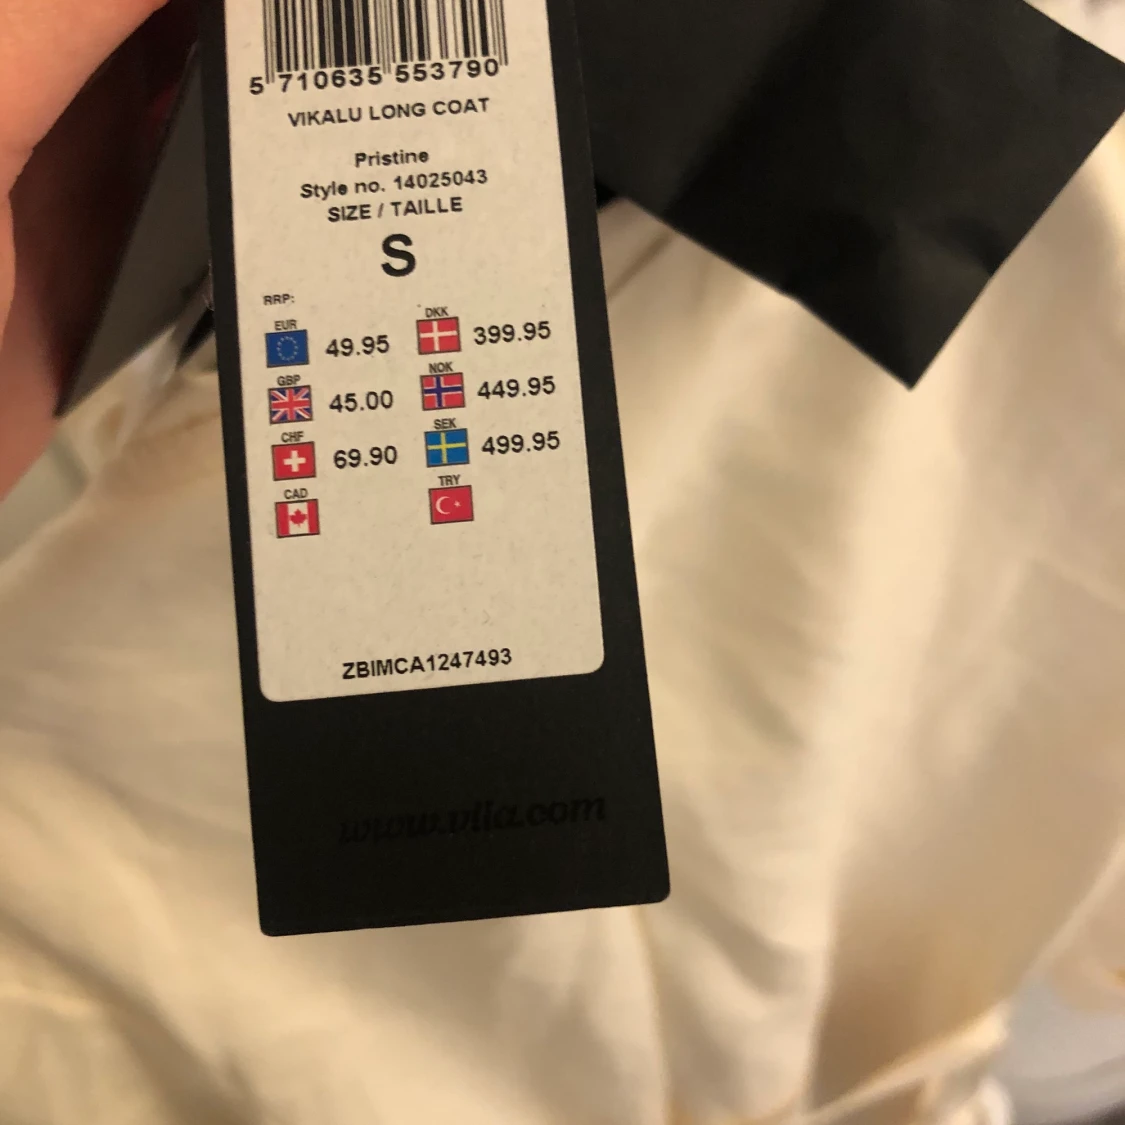 5 710635 553790
VIKALU LONG COAT
Pristine
Style no. 14025043
SIZE / TAILLE
S
RRP:
EUR 49.95 DKK 399.95
GBP 45.00 NOK 449.95
CHF 69.90 SEK 499.95
CAD TRY
ZBIMCA1247493
www.vila.com